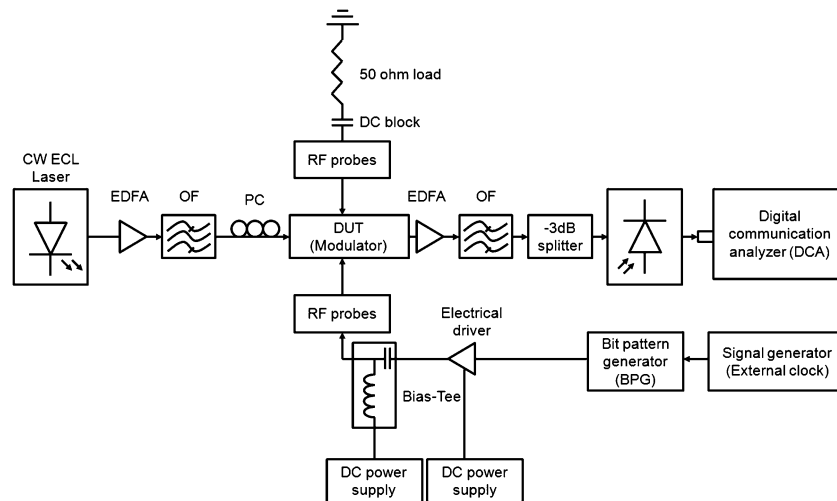 50 ohm load
DC block
RF probes
CW ECL
Laser
EDFA
OF
PC
DUT
(Modulator)
EDFA
OF
-3dB
splitter
Digital
communication
analyzer (DCA)
RF probes
Electrical
driver
Bias-Tee
Bit pattern
generator
(BPG)
Signal generator
(External clock)
DC power
supply
DC power
supply